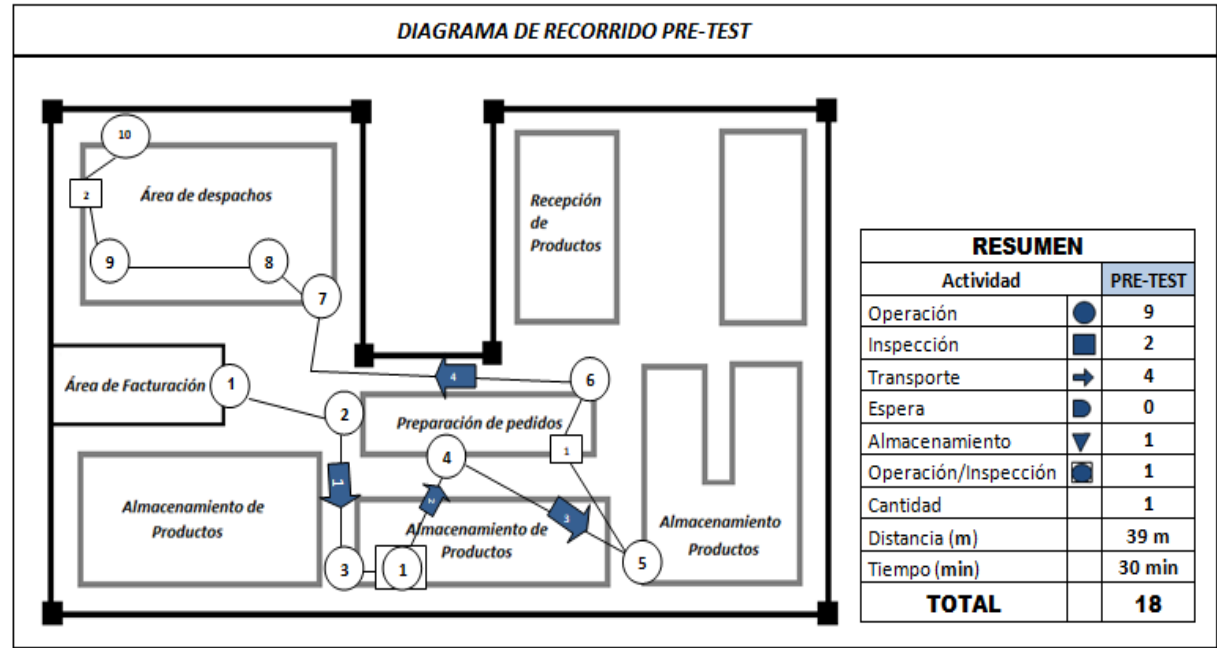 DIAGRAMA DE RECORRIDO PRE-TEST
10
2
Área de despachos
9
8
7
Recepción
de
Productos
Área de Facturación
1
2
4
6
Preparación de pedidos
4
1
1
2
3
Almacenamiento de
Productos
Almacenamiento de
Productos
3
1
5
Almacenamiento
Productos
RESUMEN
Actividad PRE-TEST
Operación 9
Inspección 2
Transporte 4
Espera 0
Almacenamiento 1
Operación/Inspección 1
Cantidad 1
Distancia (m) 39 m
Tiempo (min) 30 min
TOTAL 18